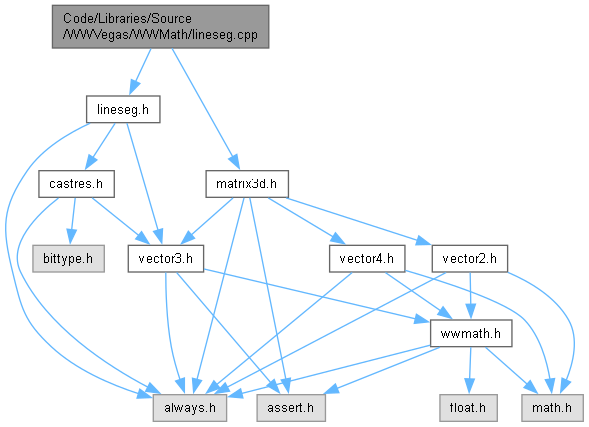 Code/Libraries/Source
/WWVegas/WWMath/lineseg.cpp
lineseg.h
castres.h
matrix3d.h
bittype.h
vector3.h
vector4.h
vector2.h
wwmath.h
always.h
assert.h
float.h
math.h